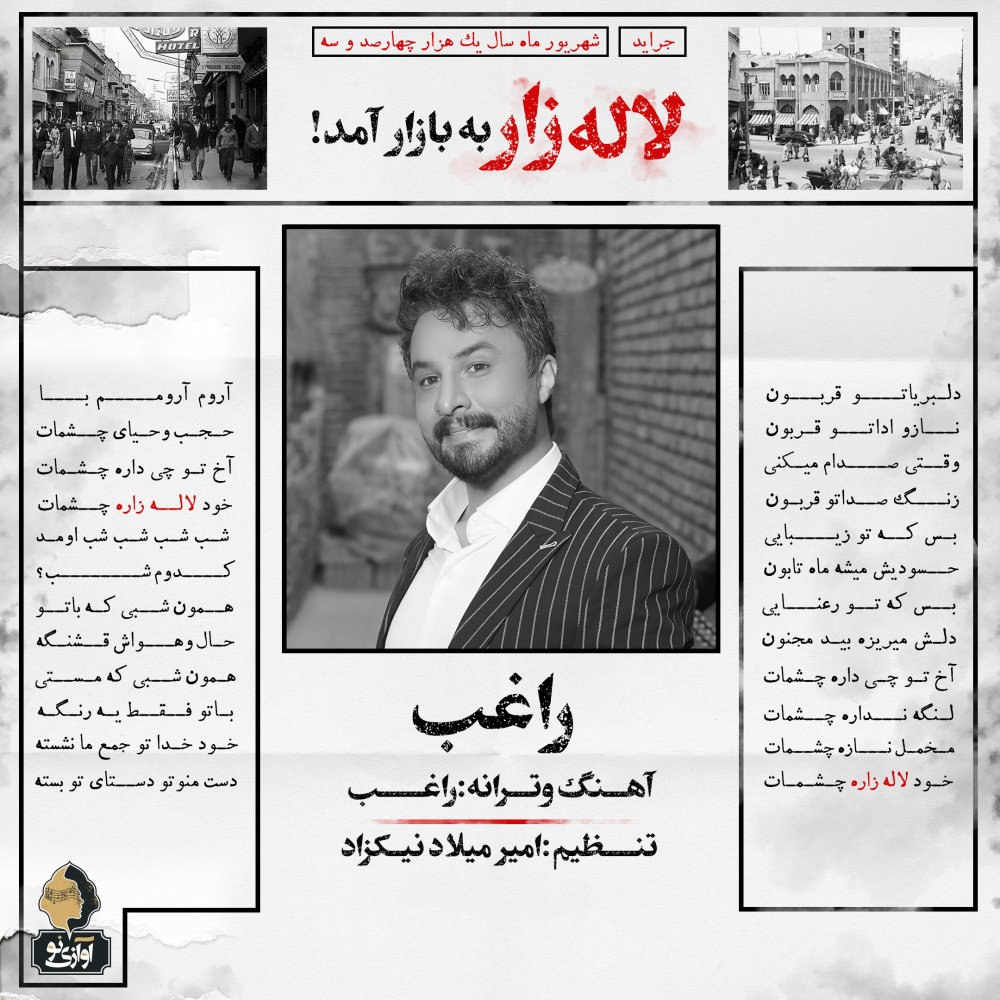 جراید
شهریور ماه سال یک هزار چهارصد و سه
لاله‌زار به بازار آمد!
HOTEL
دلبریاتو قربون
نازو اداتو قربون
وقتی صدام میکنی
زنگ صداتو قربون
بس که تو زیبایی
حسودیش میشه ماه تابون
بس که تو رعنایی
دلش میریزه بید مجنون
آخ تو چی داره چشمات
لنگه نداره چشمات
مخمل نازه چشمات
خود لاله زاره چشمات
آروم آرومم با
حجب و حیای چشمات
آخ تو چی داره چشمات
خود لاله زاره چشمات
شب شب شب شب اومد
کدوم شب؟
همون شبی که باتو
حال و هواش قشنگه
همون شبی که مستی
باتو فقط یه رنگه
خود خدا تو جمع ما نشسته
دست منو تو دستای تو بسته
راغب
آهنگ و ترانه: راغب
تنظیم: امیر میلاد نیکزاد
آوازی نو